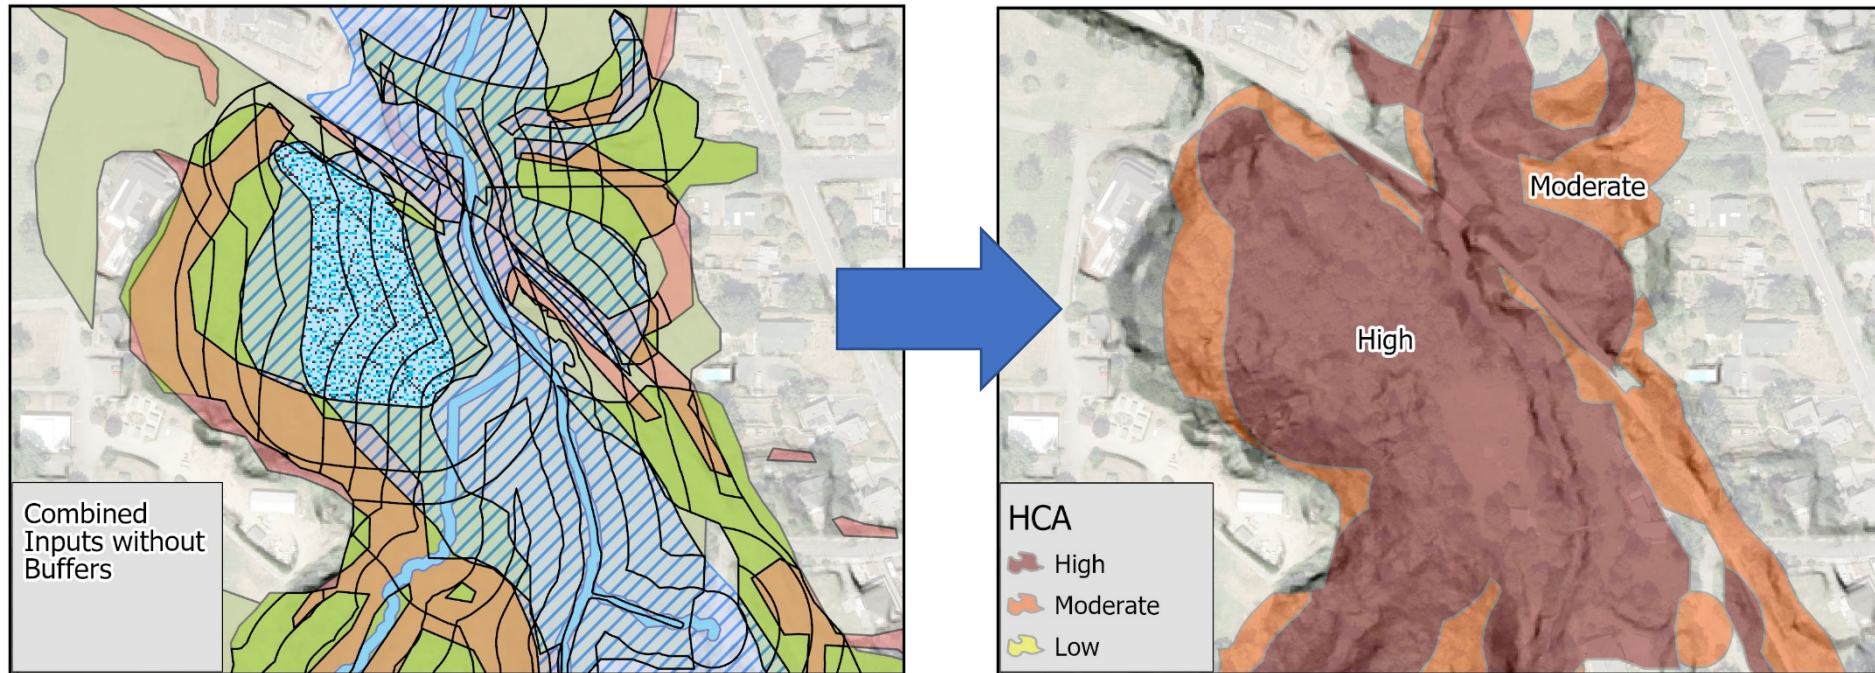 Combined
Inputs without
Buffers
Moderate
High
HCA
High
Moderate
Low